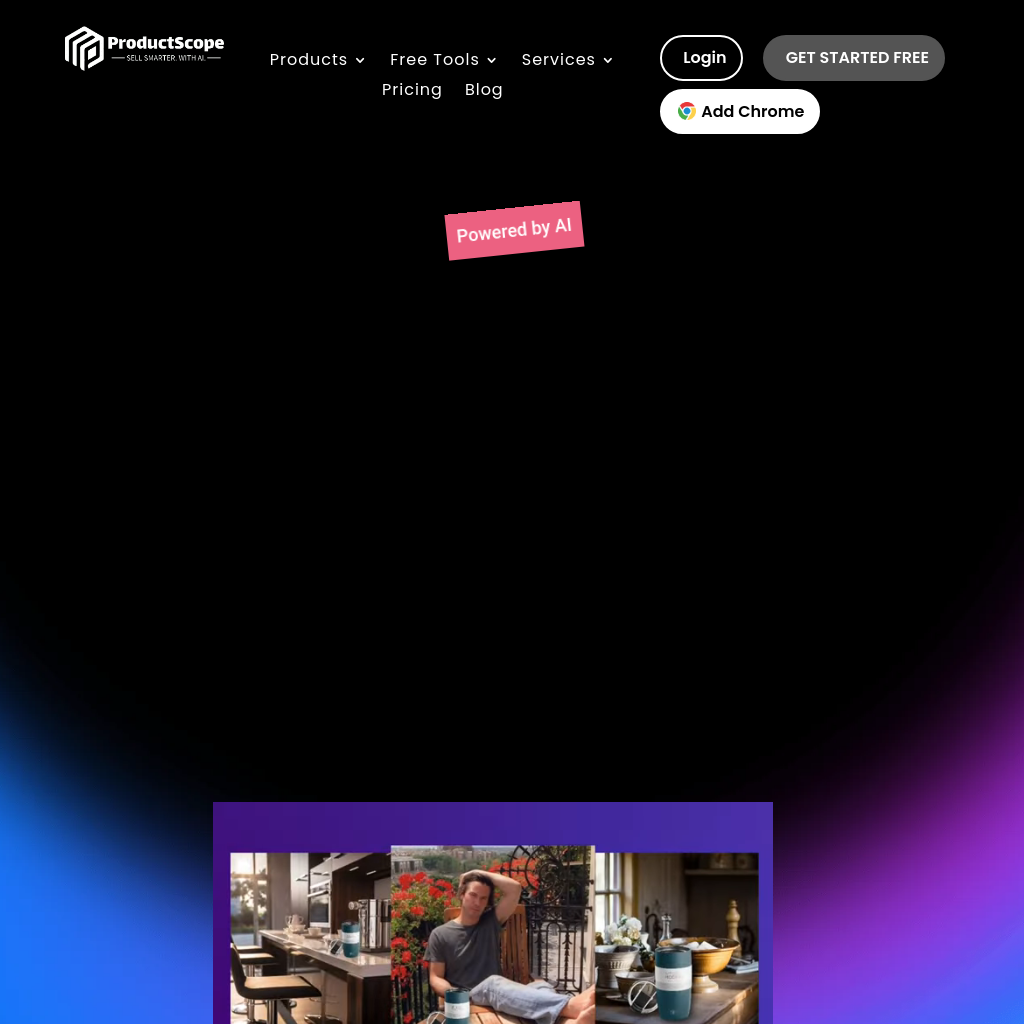 ProductScope
SELL SMARTER. WITH AI.
Products
Free Tools
Services
Pricing
Blog
Login
GET STARTED FREE
Add Chrome
Powered by AI